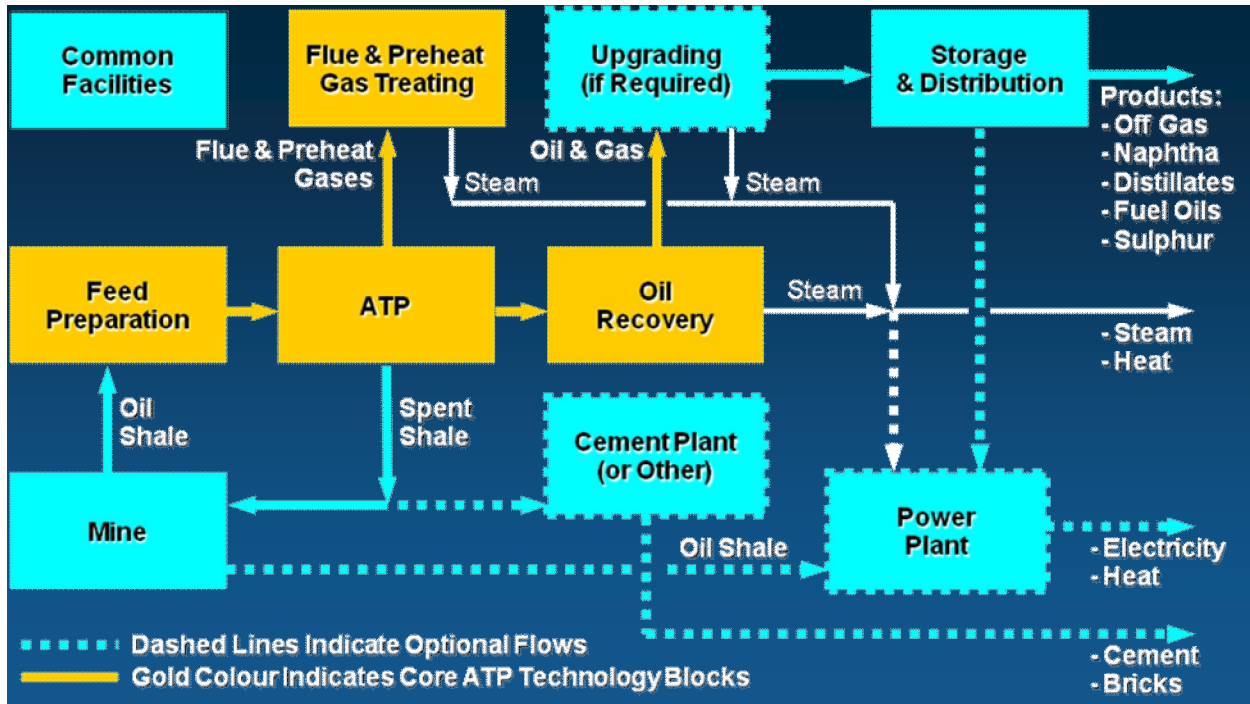 Common
Facilities
Flue & Preheat
Gas Treating
Upgrading
(if Required)
Storage
& Distribution
Products:
- Off Gas
- Naphtha
- Distillates
- Fuel Oils
- Sulphur
Flue & Preheat
Gases
Steam
Oil & Gas
Steam
Feed
Preparation
ATP
Oil
Recovery
Steam
- Steam
- Heat
Oil
Shale
Spent
Shale
Cement Plant
(or Other)
Mine
Oil Shale
Power
Plant
- Electricity
- Heat
Dashed Lines Indicate Optional Flows
Gold Colour Indicates Core ATP Technology Blocks
- Cement
- Bricks